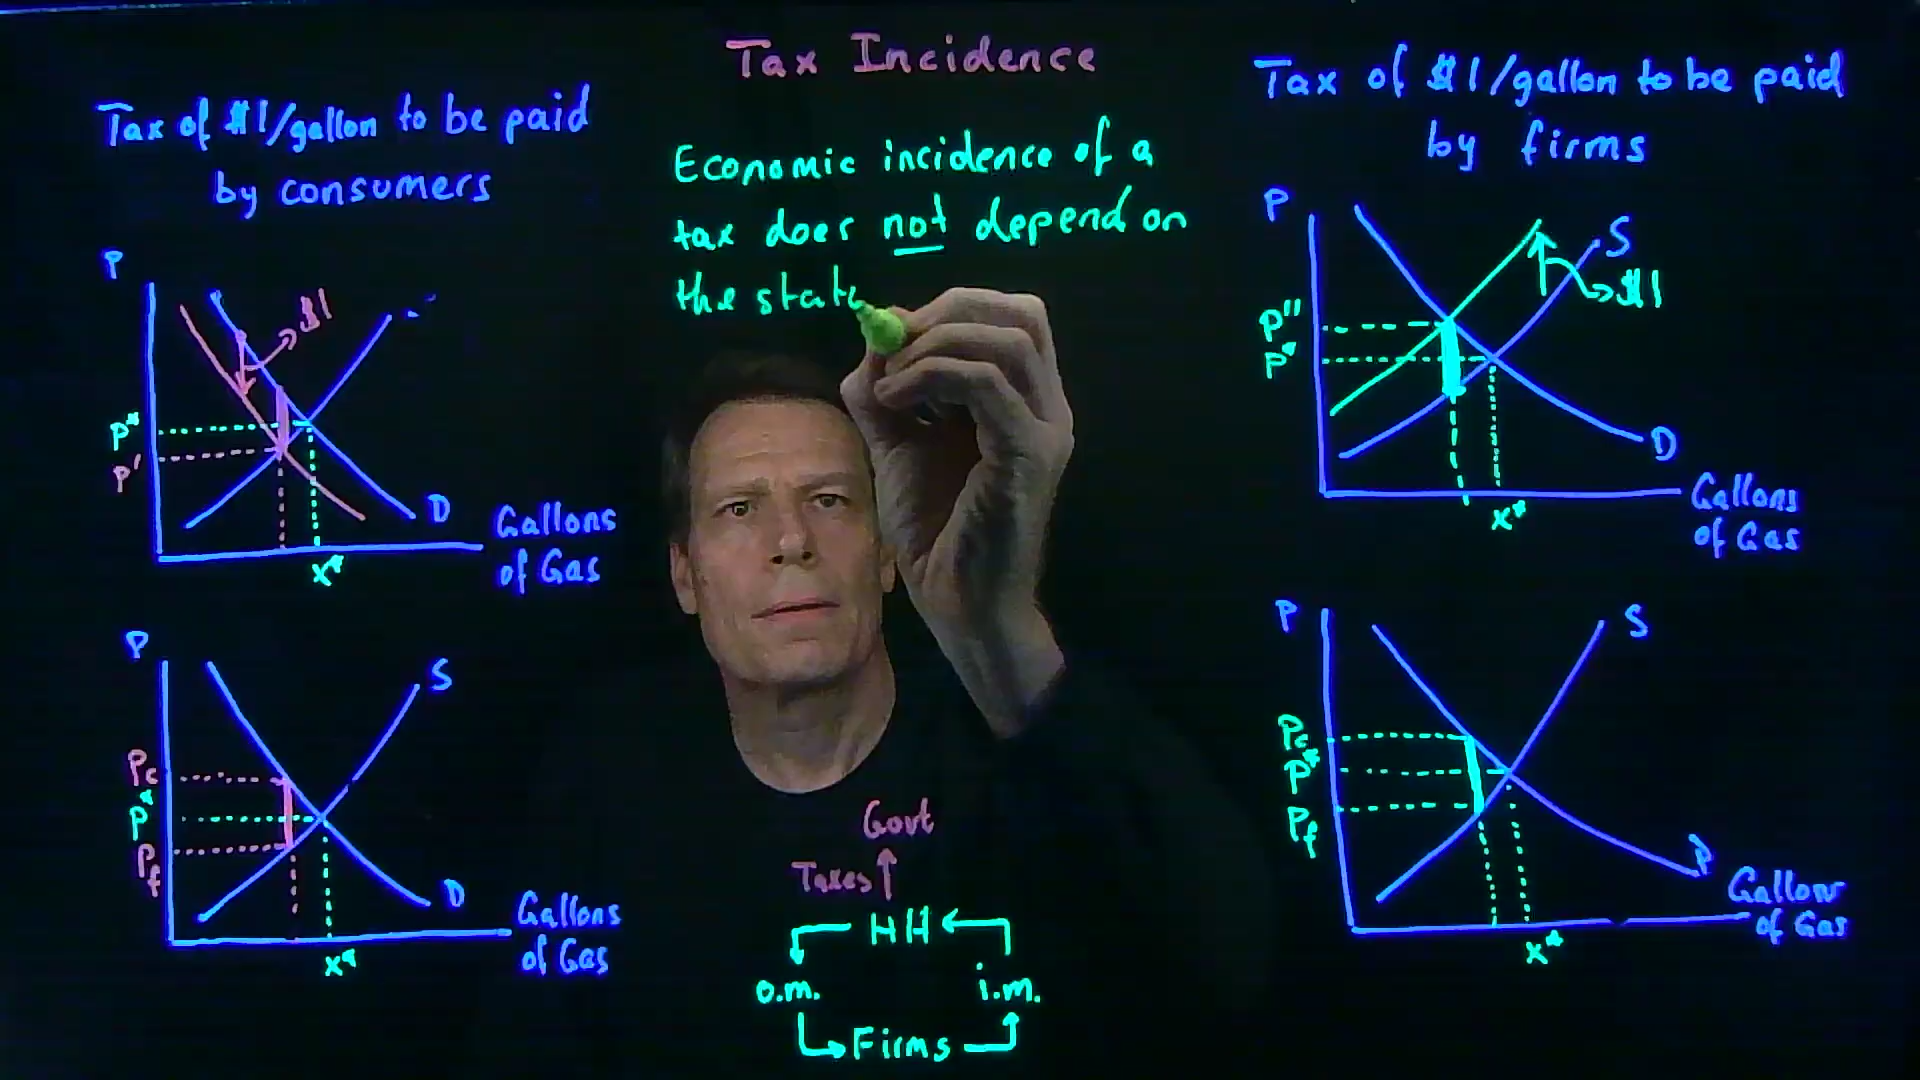 Tax Incidence
Tax of $1/gallon to be paid
by consumers
Economic incidence of a
tax does not depend on
the stat
Tax of $1/gallon to be paid
by firms
P
$1
P*
P'
D
X*
Gallons
of Gas
P
S
$1
P"
P*
D
X*
Gallons
of Gas
P
S
Pc
P*
Pf
D
X*
Gallons
of Gas
Govt
Taxes
HH
o.m.
i.m.
Firms
P
S
Pc
P*
Pf
X*
of Gas